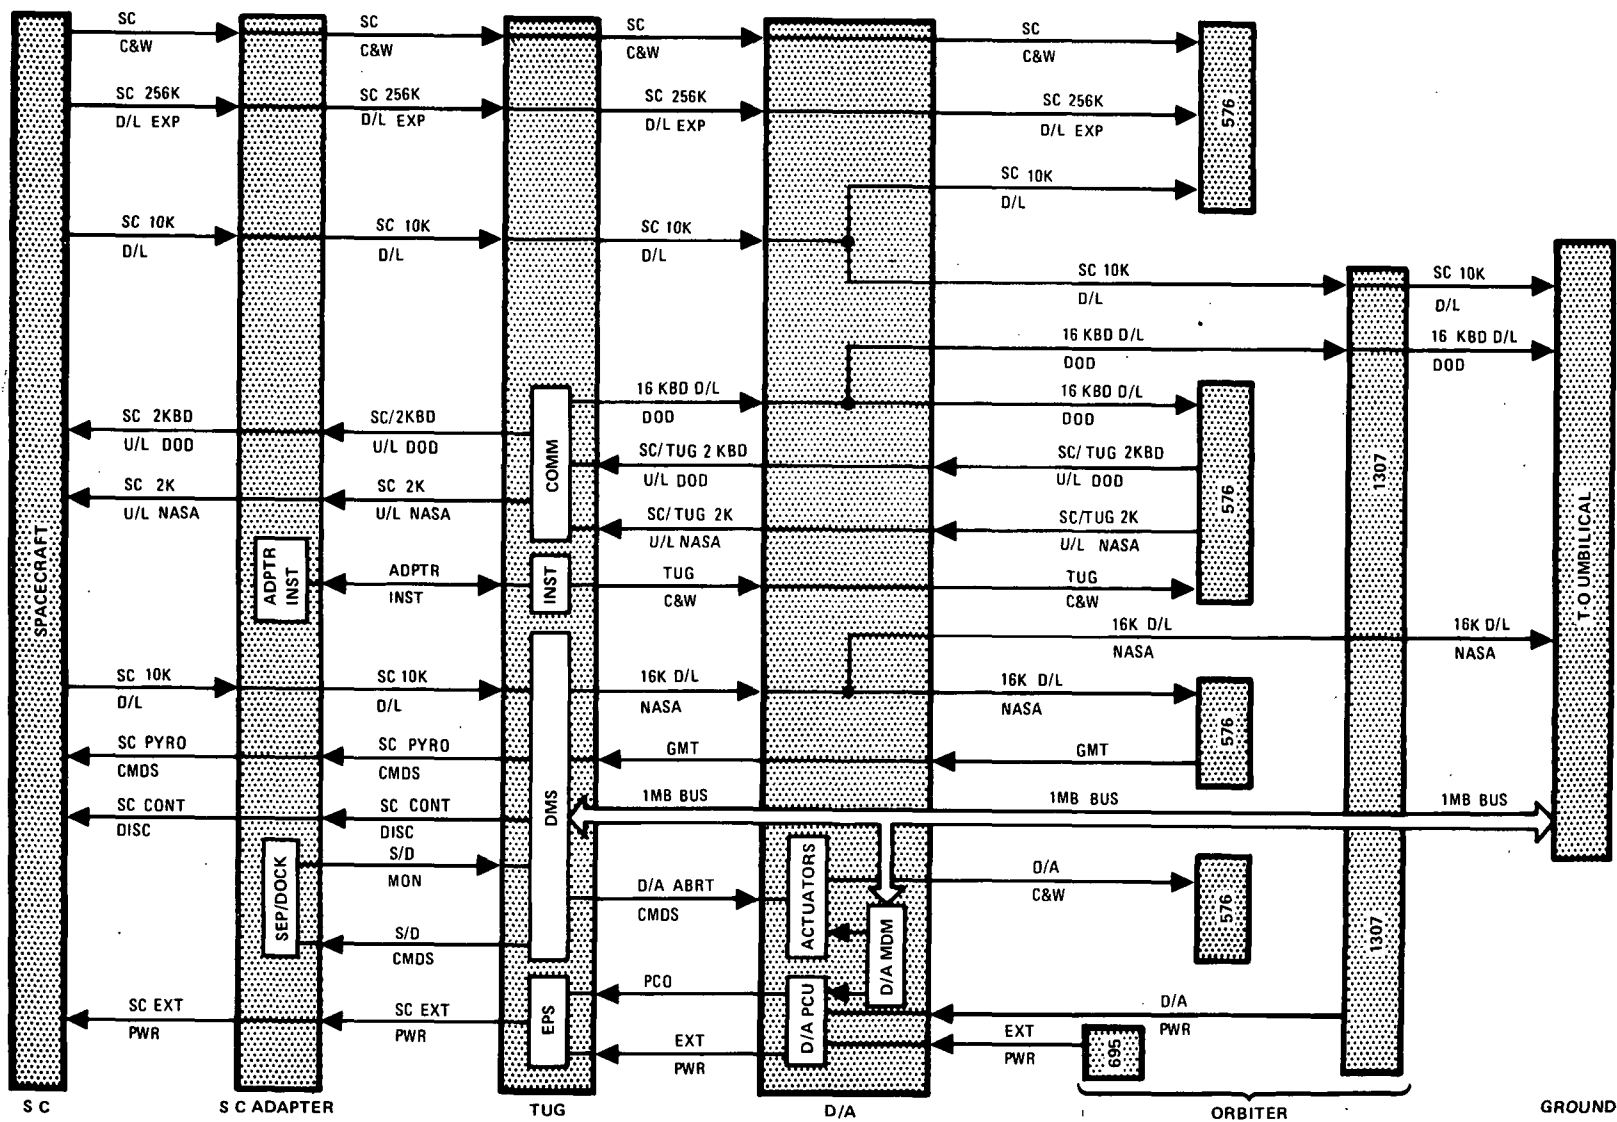 SC
C&W
SC
C&W
SC
C&W
SC
C&W
SC 256K
D/L EXP
SC 256K
D/L EXP
SC 256K
D/L EXP
SC 256K
D/L EXP
576
SC 10K
D/L
SC 10K
D/L
SC 10K
D/L
SC 10K
D/L
SC 10K
D/L
SC 10K
D/L
16 KBD D/L
DOD
16 KBD D/L
DOD
16 KBD D/L
DOD
16 KBD D/L
DOD
SC 2KBD
U/L DOD
SC/2KBD
U/L DOD
COMM
SC/TUG 2 KBD
U/L DOD
SC/TUG 2KBD
U/L DOD
576
1307
SC 2K
U/L NASA
SC 2K
U/L NASA
SC/TUG 2K
U/L NASA
SC/TUG 2K
U/L NASA
SPACECRAFT
T-O UMBILICAL
ADPTR
INST
ADPTR
INST
INST
TUG
C&W
TUG
C&W
16K D/L
NASA
16K D/L
NASA
SC 10K
D/L
SC 10K
D/L
16K D/L
NASA
16K D/L
NASA
576
SC PYRO
CMDS
SC PYRO
CMDS
GMT
GMT
DMS
1MB BUS
1MB BUS
1MB BUS
SC CONT
DISC
SC CONT
DISC
SEP/DOCK
S/D
MON
D/A ABRT
CMDS
ACTUATORS
D/A
C&W
576
1307
S/D
CMDS
D/A MDM
EPS
PCO
D/A PCU
D/A
PWR
SC EXT
PWR
SC EXT
PWR
EXT
PWR
EXT
PWR
695
S C
S C ADAPTER
TUG
D/A
ORBITER
GROUND